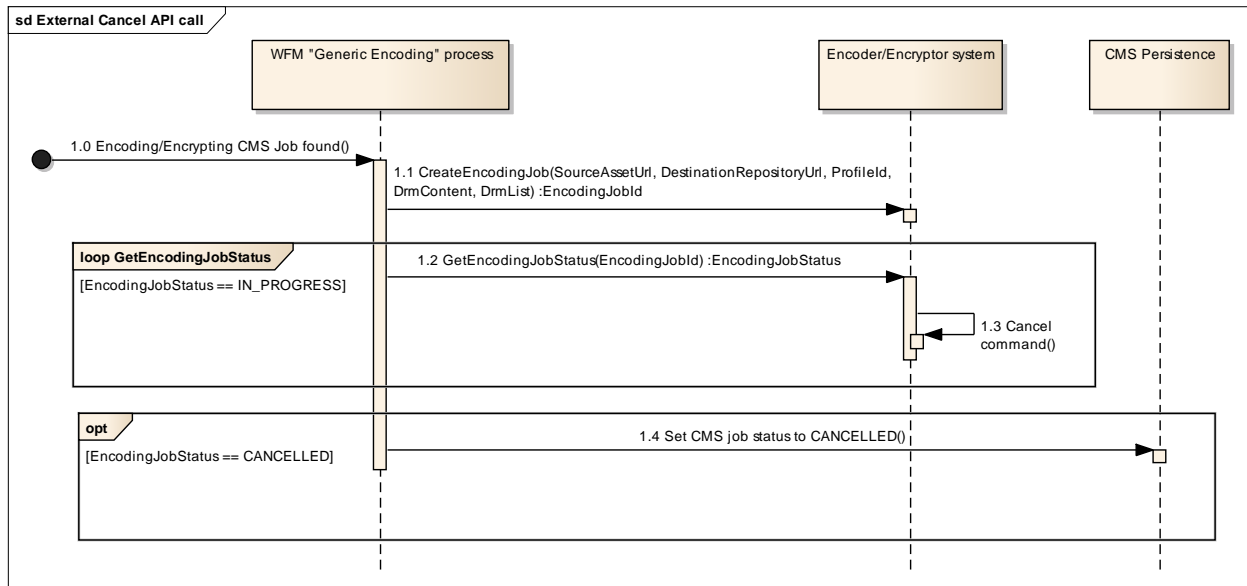 sd External Cancel API call
WFM "Generic Encoding" process
Encoder/Encryptor system
CMS Persistence
1.0 Encoding/Encrypting CMS Job found()
1.1 CreateEncodingJob(SourceAssetUrl, DestinationRepositoryUrl, ProfileId,
DrmContent, DrmList) :EncodingJobId
loop GetEncodingJobStatus
1.2 GetEncodingJobStatus(EncodingJobId) :EncodingJobStatus
[EncodingJobStatus == IN_PROGRESS]
1.3 Cancel
command()
opt
1.4 Set CMS job status to CANCELLED()
[EncodingJobStatus == CANCELLED]